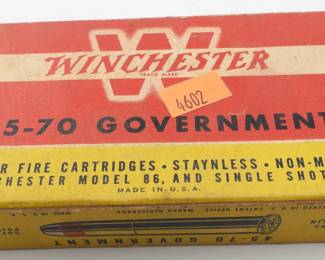 WINCHESTER
TRADE MARK
4602
5-70 GOVERNMENT
R FIRE CARTRIDGES • STAYNLESS • NON-M
CHESTER MODEL 86, AND SINGLE SHOT
MADE IN U.S.A.
45-70 GOVERNMENT